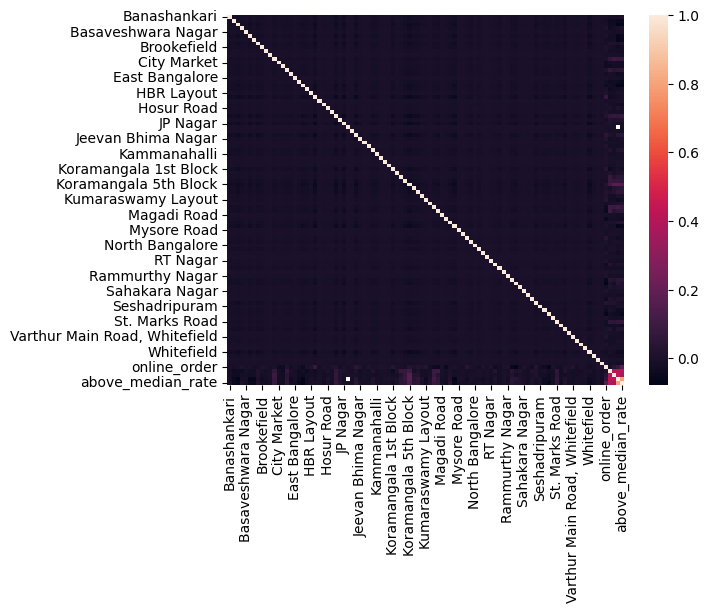 Banashankari
Basaveshwara Nagar
Brookefield
City Market
East Bangalore
HBR Layout
Hosur Road
JP Nagar
Jeevan Bhima Nagar
Kammanahalli
Koramangala 1st Block
Koramangala 5th Block
Kumaraswamy Layout
Magadi Road
Mysore Road
North Bangalore
RT Nagar
Rammurthy Nagar
Sahakara Nagar
Seshadripuram
St. Marks Road
Varthur Main Road, Whitefield
Whitefield
online_order
above_median_rate
Banashankari
Basaveshwara Nagar
Brookefield
City Market
East Bangalore
HBR Layout
Hosur Road
JP Nagar
Jeevan Bhima Nagar
Kammanahalli
Koramangala 1st Block
Koramangala 5th Block
Kumaraswamy Layout
Magadi Road
Mysore Road
North Bangalore
RT Nagar
Rammurthy Nagar
Sahakara Nagar
Seshadripuram
St. Marks Road
Varthur Main Road, Whitefield
Whitefield
online_order
above_median_rate
1.0
0.8
0.6
0.4
0.2
0.0